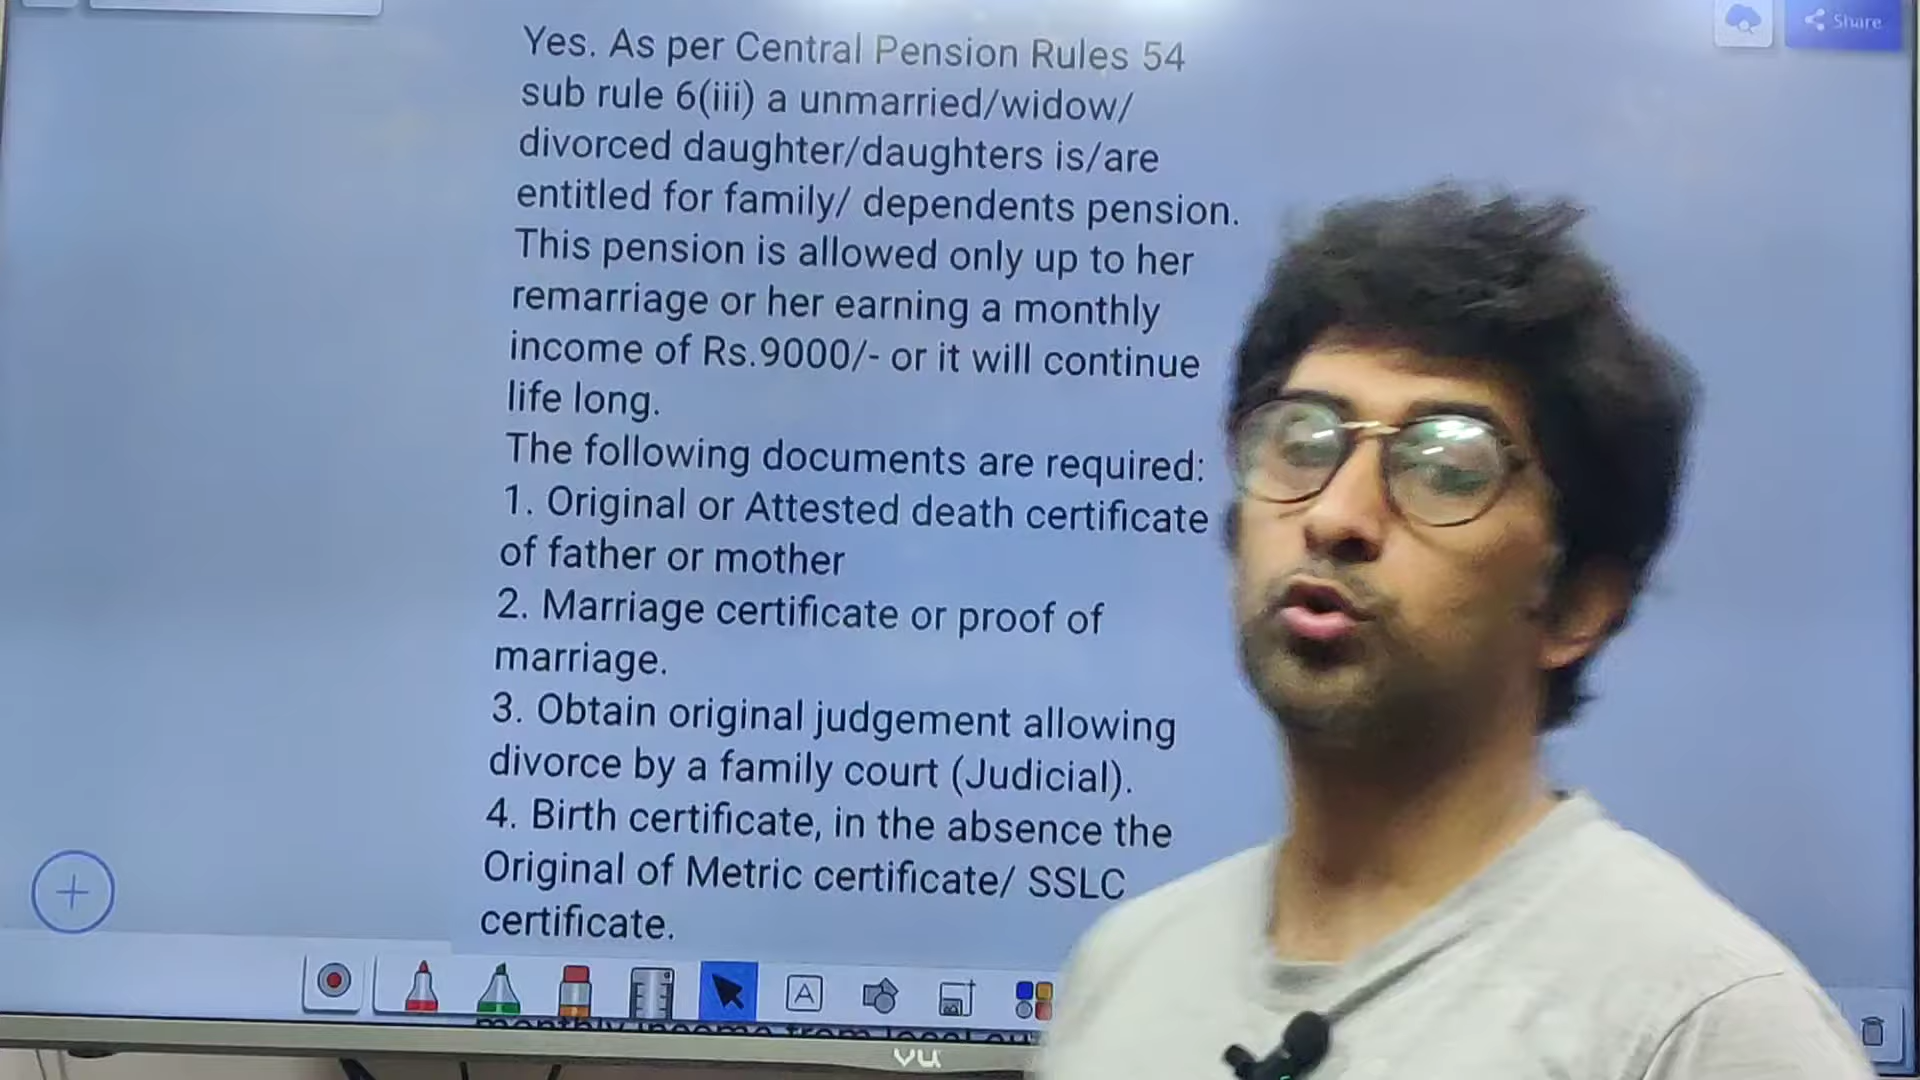 Share
Yes. As per Central Pension Rules 54
sub rule 6(iii) a unmarried/widow/
divorced daughter/daughters is/are
entitled for family/ dependents pension.
This pension is allowed only up to her
remarriage or her earning a monthly
income of Rs.9000/- or it will continue
life long.
The following documents are required:
1. Original or Attested death certificate
of father or mother
2. Marriage certificate or proof of
marriage.
3. Obtain original judgement allowing
divorce by a family court (Judicial).
4. Birth certificate, in the absence the
Original of Metric certificate/ SSLC
certificate.
A
monthly income from
vu